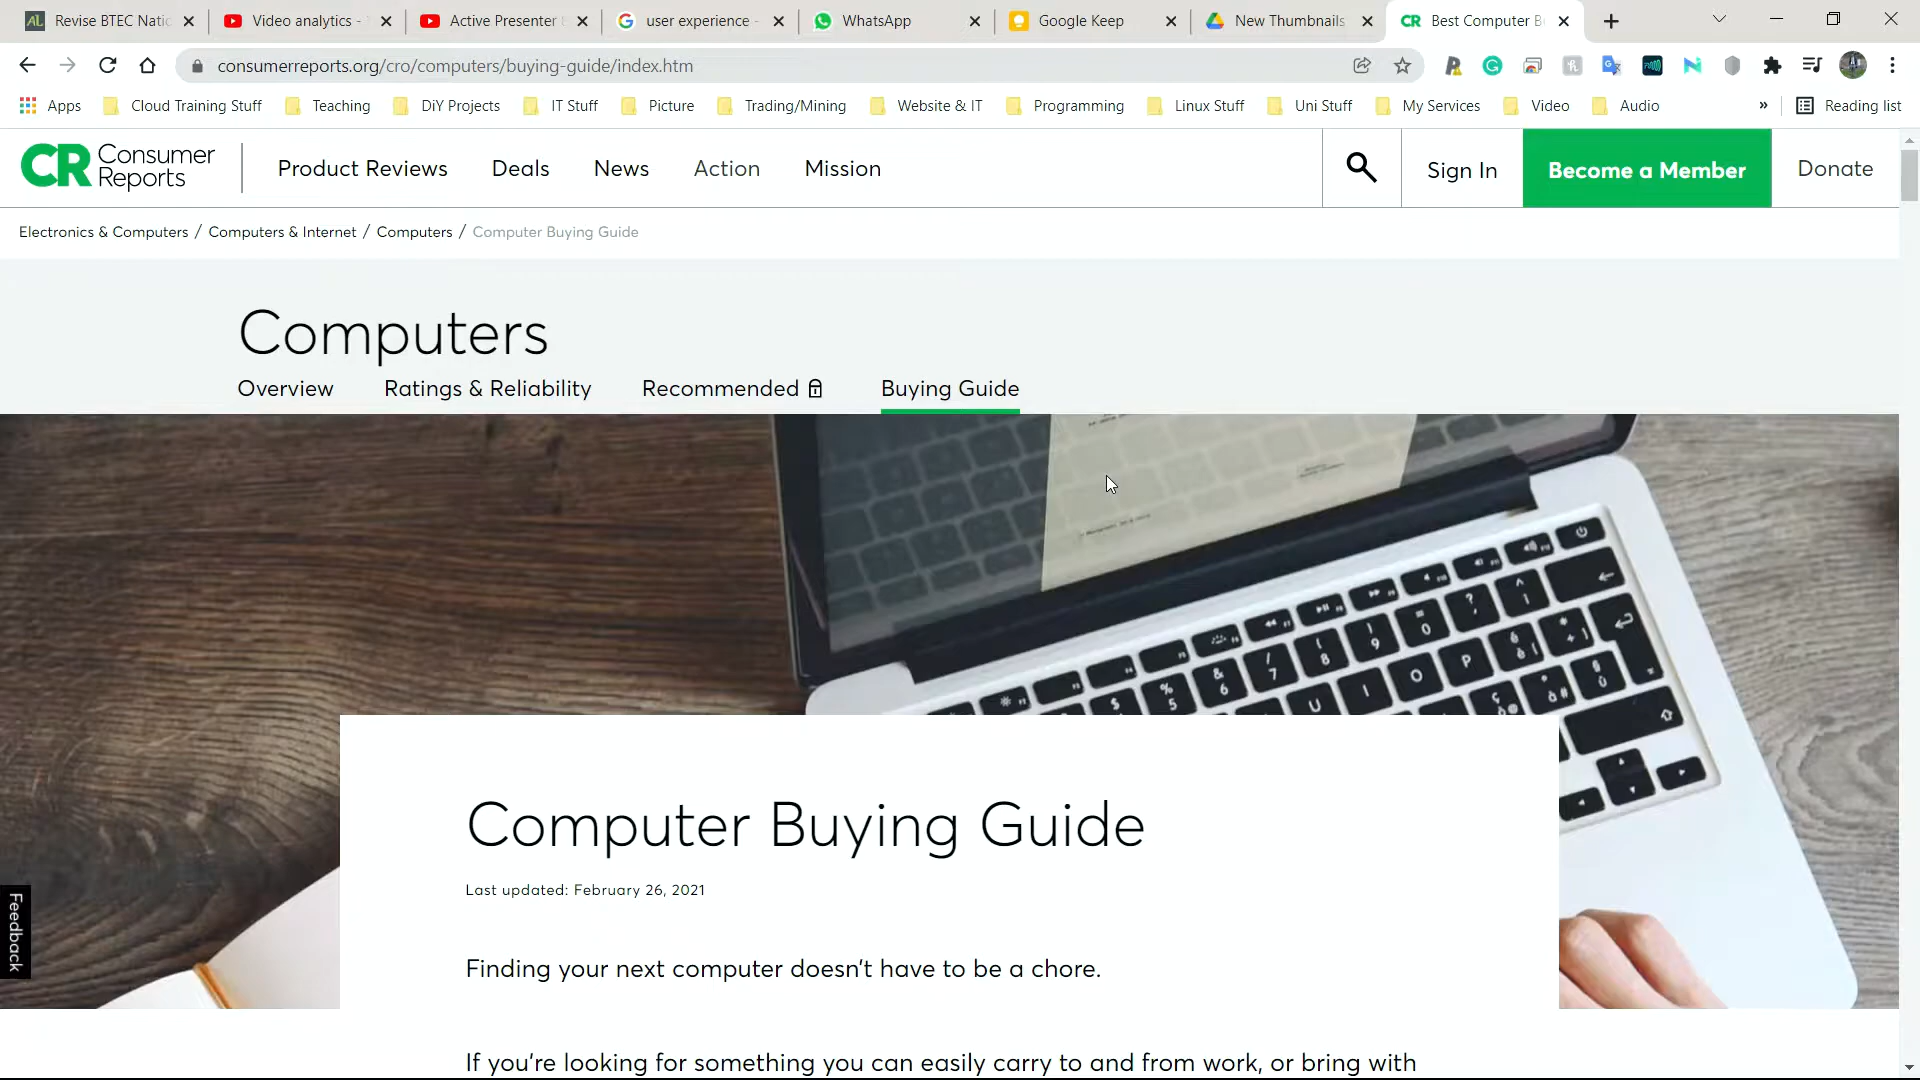 Revise BTEC Natio
Video analytics -
Active Presenter
user experience -
WhatsApp
Google Keep
New Thumbnails
CR Best Computer B
consumerreports.org/cro/computers/buying-guide/index.htm
Apps
Cloud Training Stuff
Teaching
DiY Projects
IT Stuff
Picture
Trading/Mining
Website & IT
Programming
Linux Stuff
Uni Stuff
My Services
Video
Audio
»
Reading list
CR Consumer
Reports
Product Reviews
Deals
News
Action
Mission
Sign In
Become a Member
Donate
Electronics & Computers / Computers & Internet / Computers / Computer Buying Guide
Computers
Overview
Ratings & Reliability
Recommended
Buying Guide
Computer Buying Guide
Last updated: February 26, 2021
Feedback
Finding your next computer doesn't have to be a chore.
If you're looking for something you can easily carry to and from work, or bring with